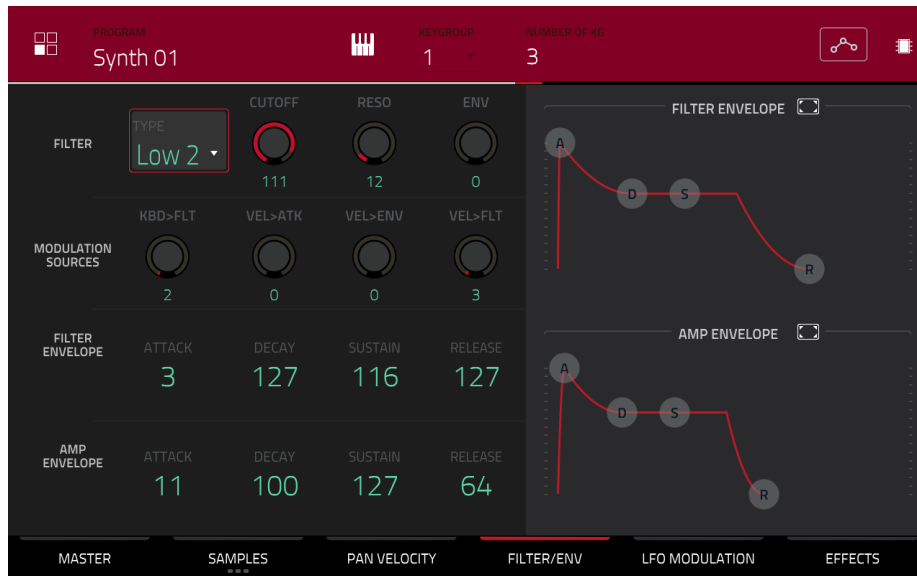 PROGRAM
Synth 01
KEYGROUP
1
NUMBER OF KG
3
FILTER
TYPE
Low 2
CUTOFF
111
RESO
12
ENV
0
MODULATION
SOURCES
KBD>FLT
2
VEL>ATK
0
VEL>ENV
0
VEL>FLT
3
FILTER
ENVELOPE
ATTACK
3
DECAY
127
SUSTAIN
116
RELEASE
127
AMP
ENVELOPE
ATTACK
11
DECAY
100
SUSTAIN
127
RELEASE
64
FILTER ENVELOPE
A
D
S
R
AMP ENVELOPE
A
D
S
R
MASTER
SAMPLES
PAN VELOCITY
FILTER/ENV
LFO MODULATION
EFFECTS